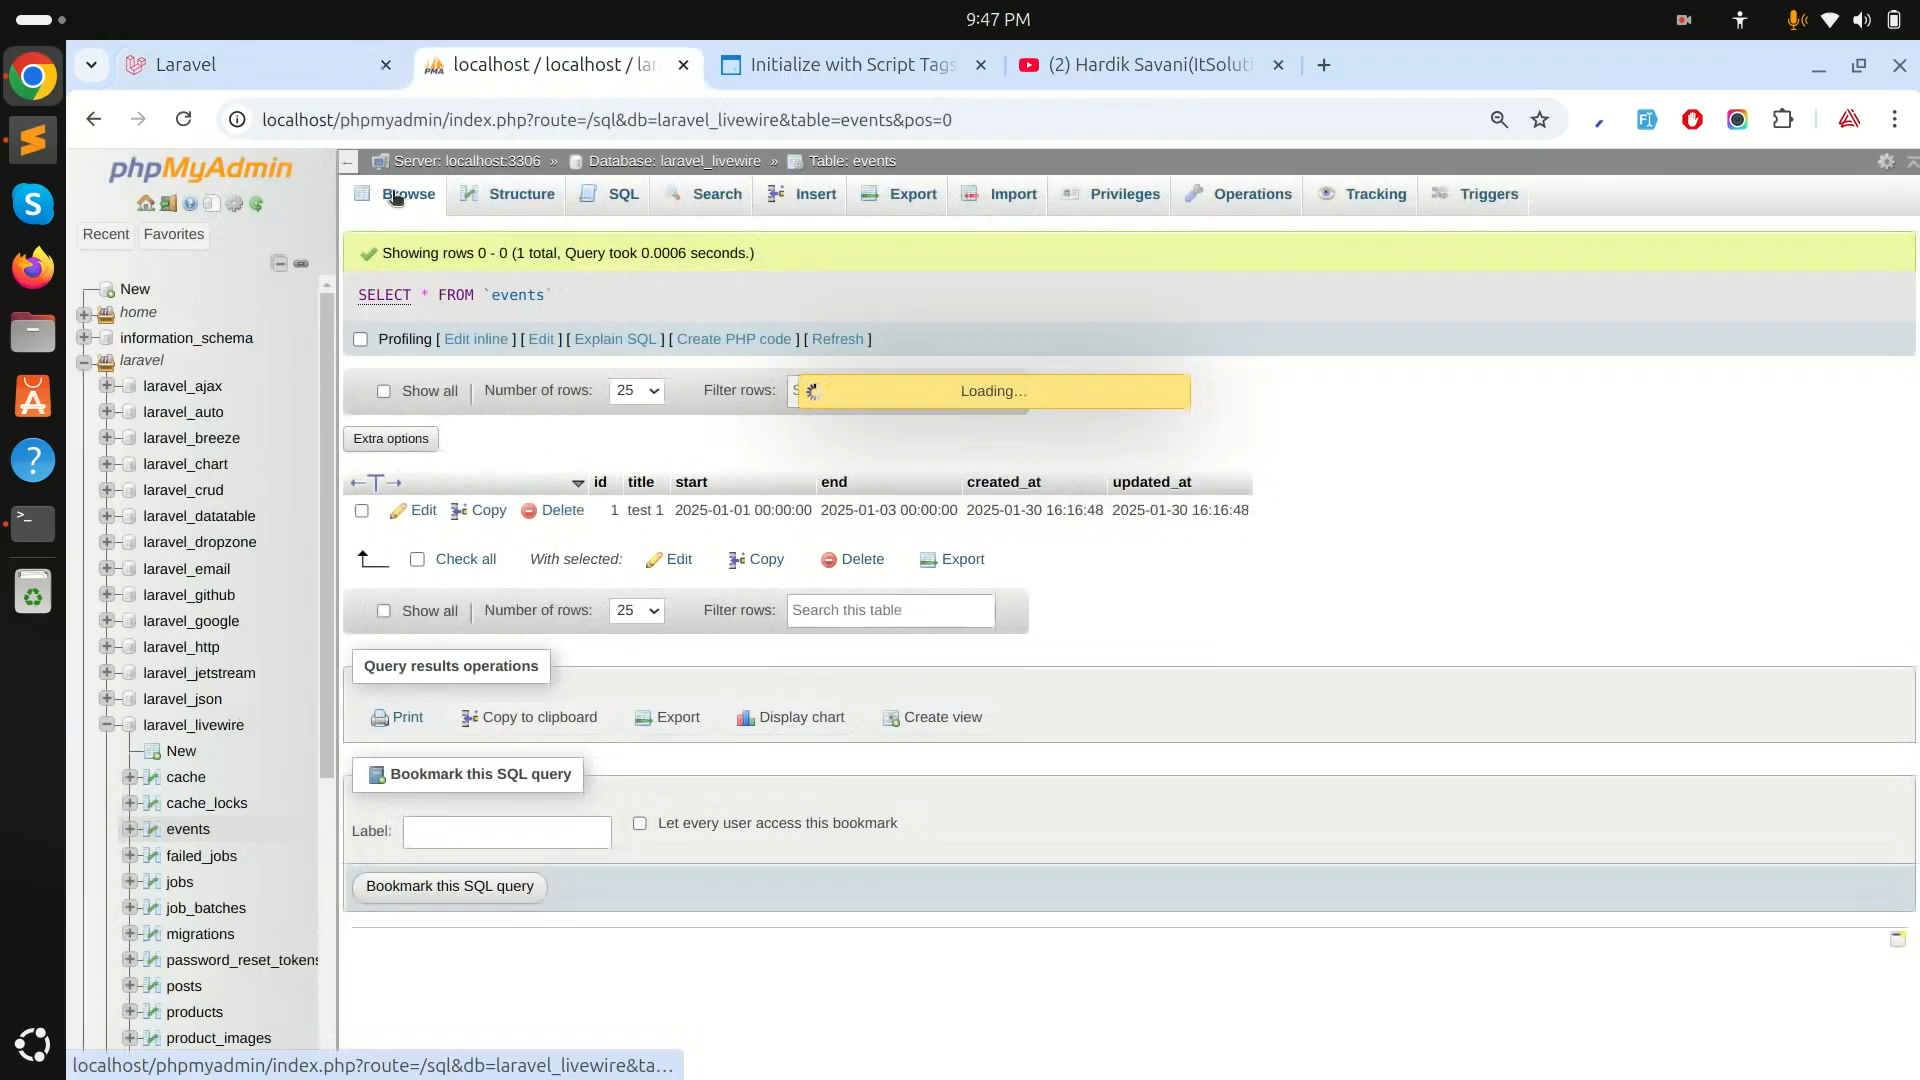 9:47 PM
Laravel
localhost / localhost / lar
Initialize with Script Tags
(2) Hardik Savani(ItSoluti
localhost/phpmyadmin/index.php?route=/sql&db=laravel_livewire&table=events&pos=0
phpMyAdmin
Recent
Favorites
New
home
information_schema
laravel
laravel_ajax
laravel_auto
laravel_breeze
laravel_chart
laravel_crud
laravel_datatable
laravel_dropzone
laravel_email
laravel_github
laravel_google
laravel_http
laravel_jetstream
laravel_json
laravel_livewire
New
cache
cache_locks
events
failed_jobs
jobs
job_batches
migrations
password_reset_tokens
posts
products
product_images
Server: localhost:3306 » Database: laravel_livewire » Table: events
Browse Structure SQL Search Insert Export Import Privileges Operations Tracking Triggers
Showing rows 0 - 0 (1 total, Query took 0.0006 seconds.)
SELECT * FROM `events`
Profiling [ Edit inline ] [ Edit ] [ Explain SQL ] [ Create PHP code ] [ Refresh ]
Show all | Number of rows: 25 Filter rows:
Loading…
Extra options
id title start end created_at updated_at
Edit Copy Delete 1 test 1 2025-01-01 00:00:00 2025-01-03 00:00:00 2025-01-30 16:16:48 2025-01-30 16:16:48
Check all With selected: Edit Copy Delete Export
Show all | Number of rows: 25 Filter rows: Search this table
Query results operations
Print Copy to clipboard Export Display chart Create view
Bookmark this SQL query
Label: Let every user access this bookmark
Bookmark this SQL query
localhost/phpmyadmin/index.php?route=/sql&db=laravel_livewire&ta...